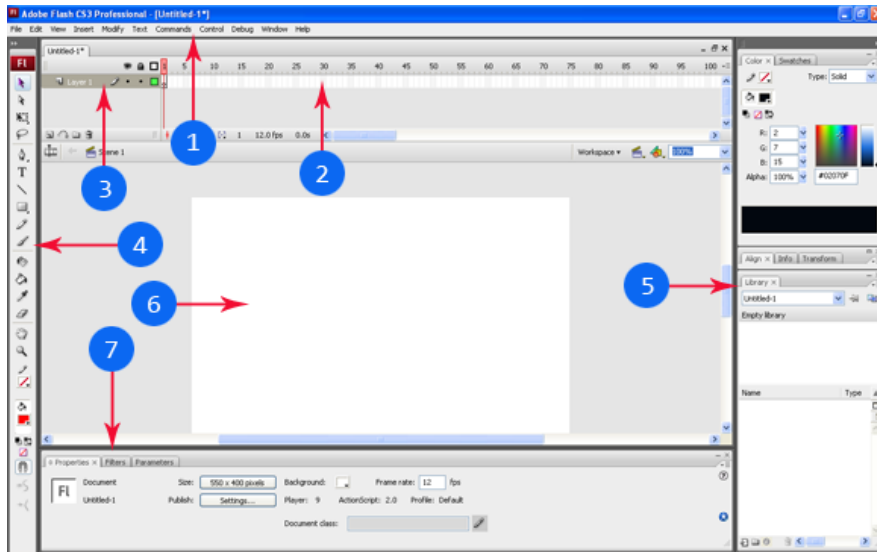 Adobe Flash CS3 Professional - [Untitled-1*]
File Edit View Insert Modify Text Commands Control Debug Window Help
Untitled-1*
Fl
1 5 10 15 20 25 30 35 40 45 50 55 60 65 70 75 80 85 90 95 100
Layer 1
1 12.0 fps 0.0s
Scene 1
Workspace
100%
T
1
2
3
4
5
6
7
Color Swatches
Type: Solid
R: 2
G: 7
B: 15
Alpha: 100%
#02070F
Align Info Transform
Library
Untitled-1
Empty library
Name Type
Properties Filters Parameters
Fl
Document Size: 550 x 400 pixels Background: Frame rate: 12 fps
Untitled-1 Publish: Settings... Player: 9 ActionScript: 2.0 Profile: Default
Document class: